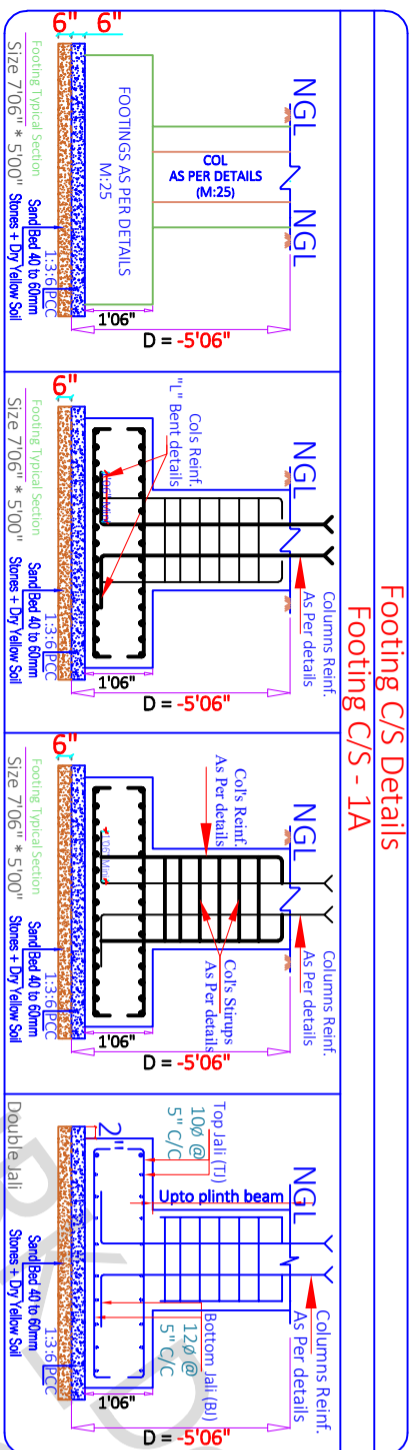 Footing C/S Details
Footing C/S - 1A
NGL
NGL
COL
AS PER DETAILS
(M:25)
FOOTINGS AS PER DETAILS
M:25
1'06"
D = -5'06"
6"
6"
1:3:6 PCC
Footing Typical Section
Sand Bed 40 to 60mm
Size 7'06" * 5'00"
Stones + Dry Yellow Soil
NGL
Columns Reinf.
As Per details
Cols Reinf.
"L" Bent details
1'06"
D = -5'06"
6"
1:3:6 PCC
Footing Typical Section
Sand Bed 40 to 60mm
Size 7'06" * 5'00"
Stones + Dry Yellow Soil
NGL
Columns Reinf.
As Per details
Col's Reinf.
As Per details
Col's Stirups
As Per details
1'06" Min
1'06"
D = -5'06"
6"
1:3:6 PCC
Footing Typical Section
Sand Bed 40 to 60mm
Size 7'06" * 5'00"
Stones + Dry Yellow Soil
NGL
Columns Reinf.
As Per details
Upto plinth beam
Top Jali (TJ)
10ø @
5" C/C
Bottom Jali (BJ)
12ø @
5" C/C
2"
1'06"
D = -5'06"
1:3:6 PCC
Sand Bed 40 to 60mm
Double Jali
Stones + Dry Yellow Soil